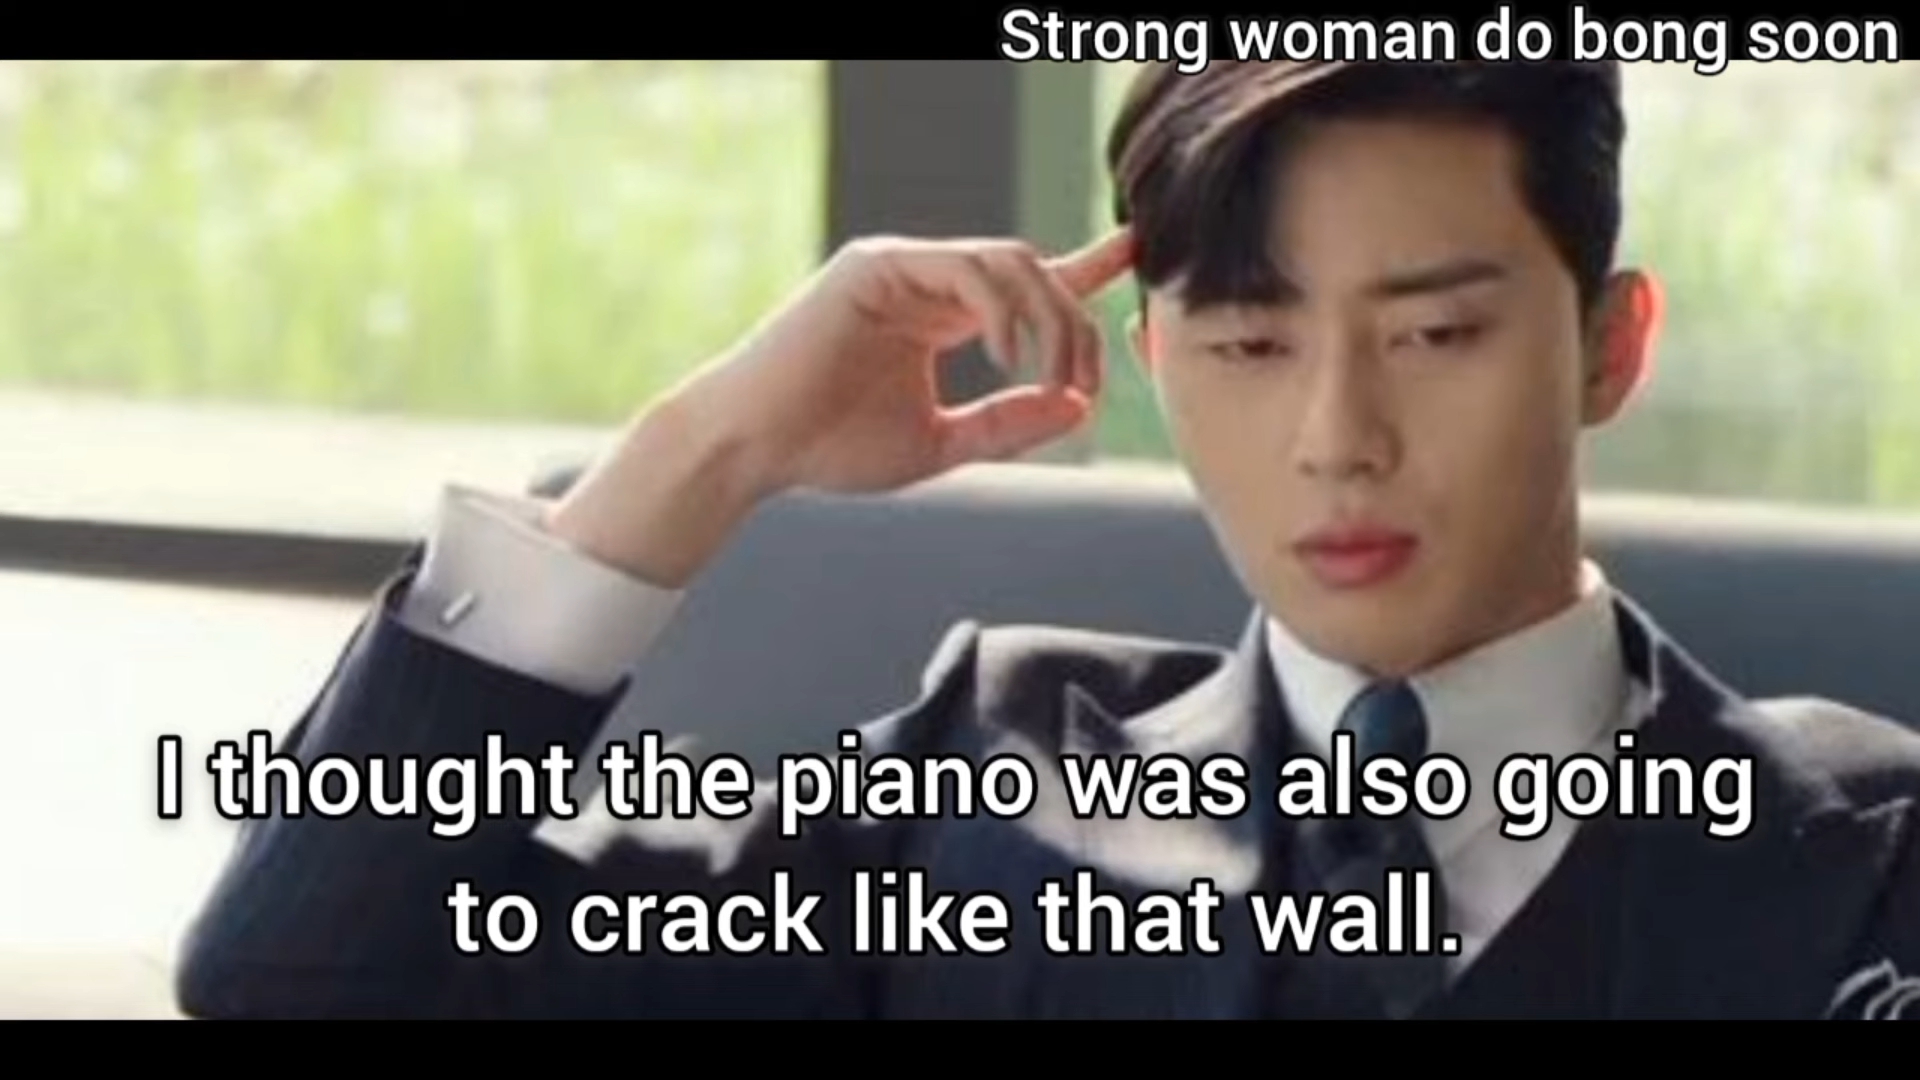 Strong woman do bong soon
I thought the piano was also going
to crack like that wall.